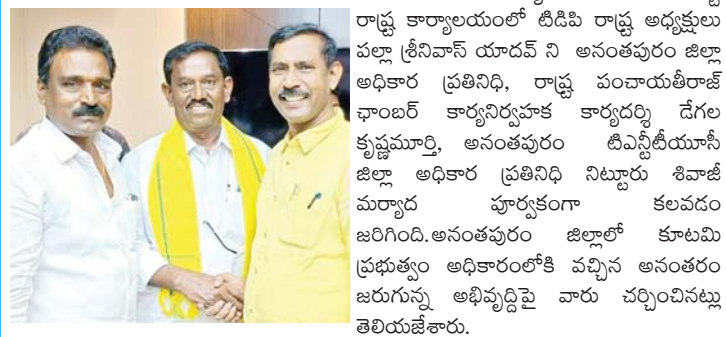 రాష్ట్ర కార్యాలయంలో టిడిపి రాష్ట్ర అధ్యక్షులు
పల్లా శ్రీనివాస్ యాదవ్ ని అనంతపురం జిల్లా
అధికార ప్రతినిధి, రాష్ట్ర పంచాయతీరాజ్
ఛాంబర్ కార్యనిర్వహక కార్యదర్శి డేగల
కృష్ణమూర్తి, అనంతపురం టిఎన్టీటీయూసీ
జిల్లా అధికార ప్రతినిధి నిట్టూరు శివాజీ
మర్యాద పూర్వకంగా కలవడం
జరిగింది.అనంతపురం జిల్లాలో కూటమి
ప్రభుత్వం అధికారంలోకి వచ్చిన అనంతరం
జరుగున్న అభివృద్దిపై వారు చర్చించినట్లు
తెలియజేశారు.